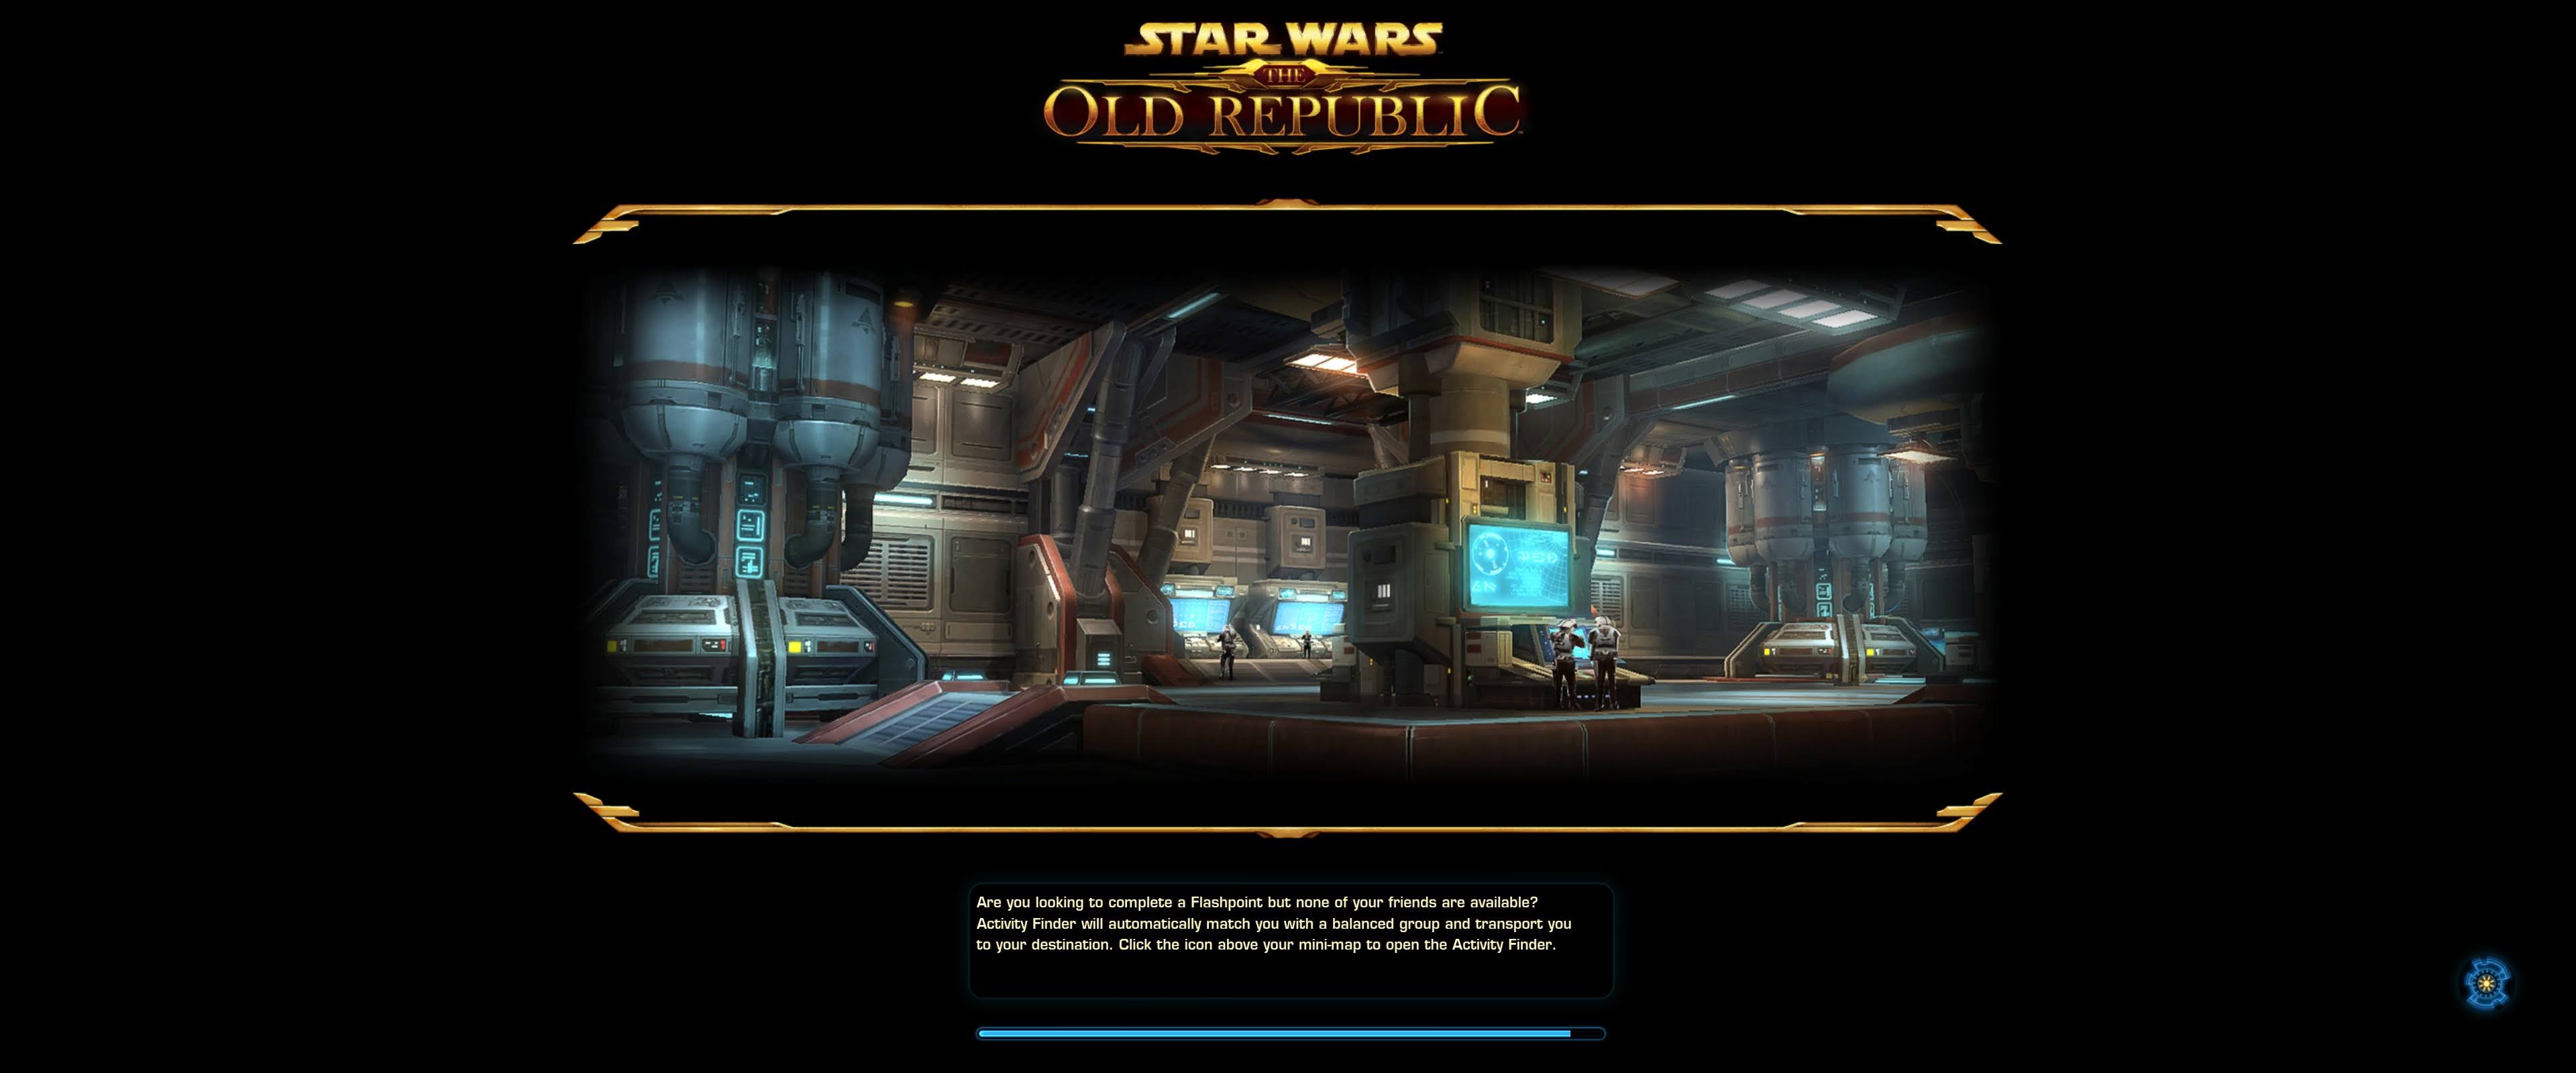 STAR WARS
THE
OLD REPUBLIC
Are you looking to complete a Flashpoint but none of your friends are available?
Activity Finder will automatically match you with a balanced group and transport you
to your destination. Click the icon above your mini-map to open the Activity Finder.